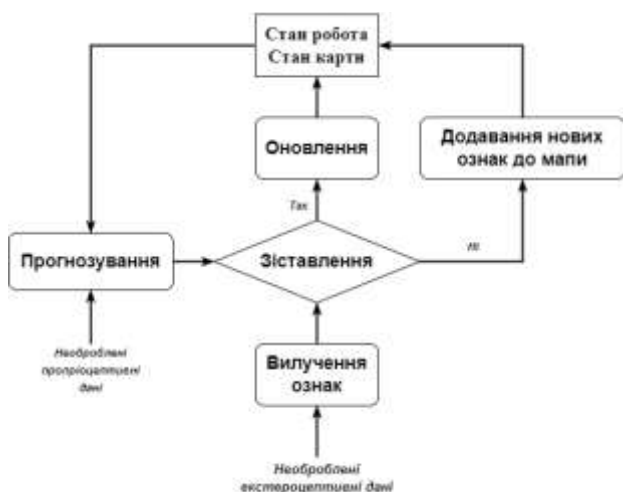 Стан робота
Стан карти
Оновлення
Додавання нових
ознак до мапи
Так
Ні
Прогнозування
Зіставлення
Необроблені
пропріоцептивні
дані
Вилучення
ознак
Необроблені
екстероцептивні дані